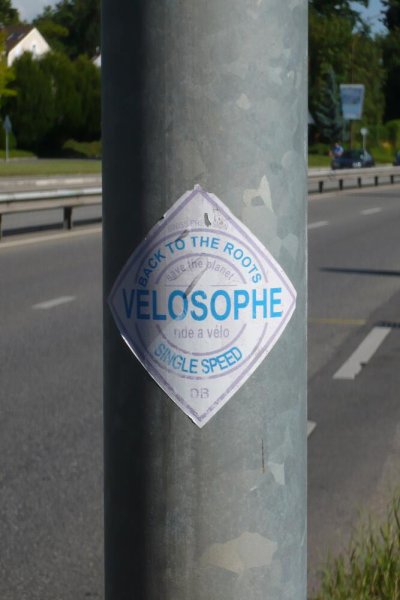 BACK TO THE ROOTS
save the planet
VELOSOPHE
ride a vélo
SINGLE SPEED
DB